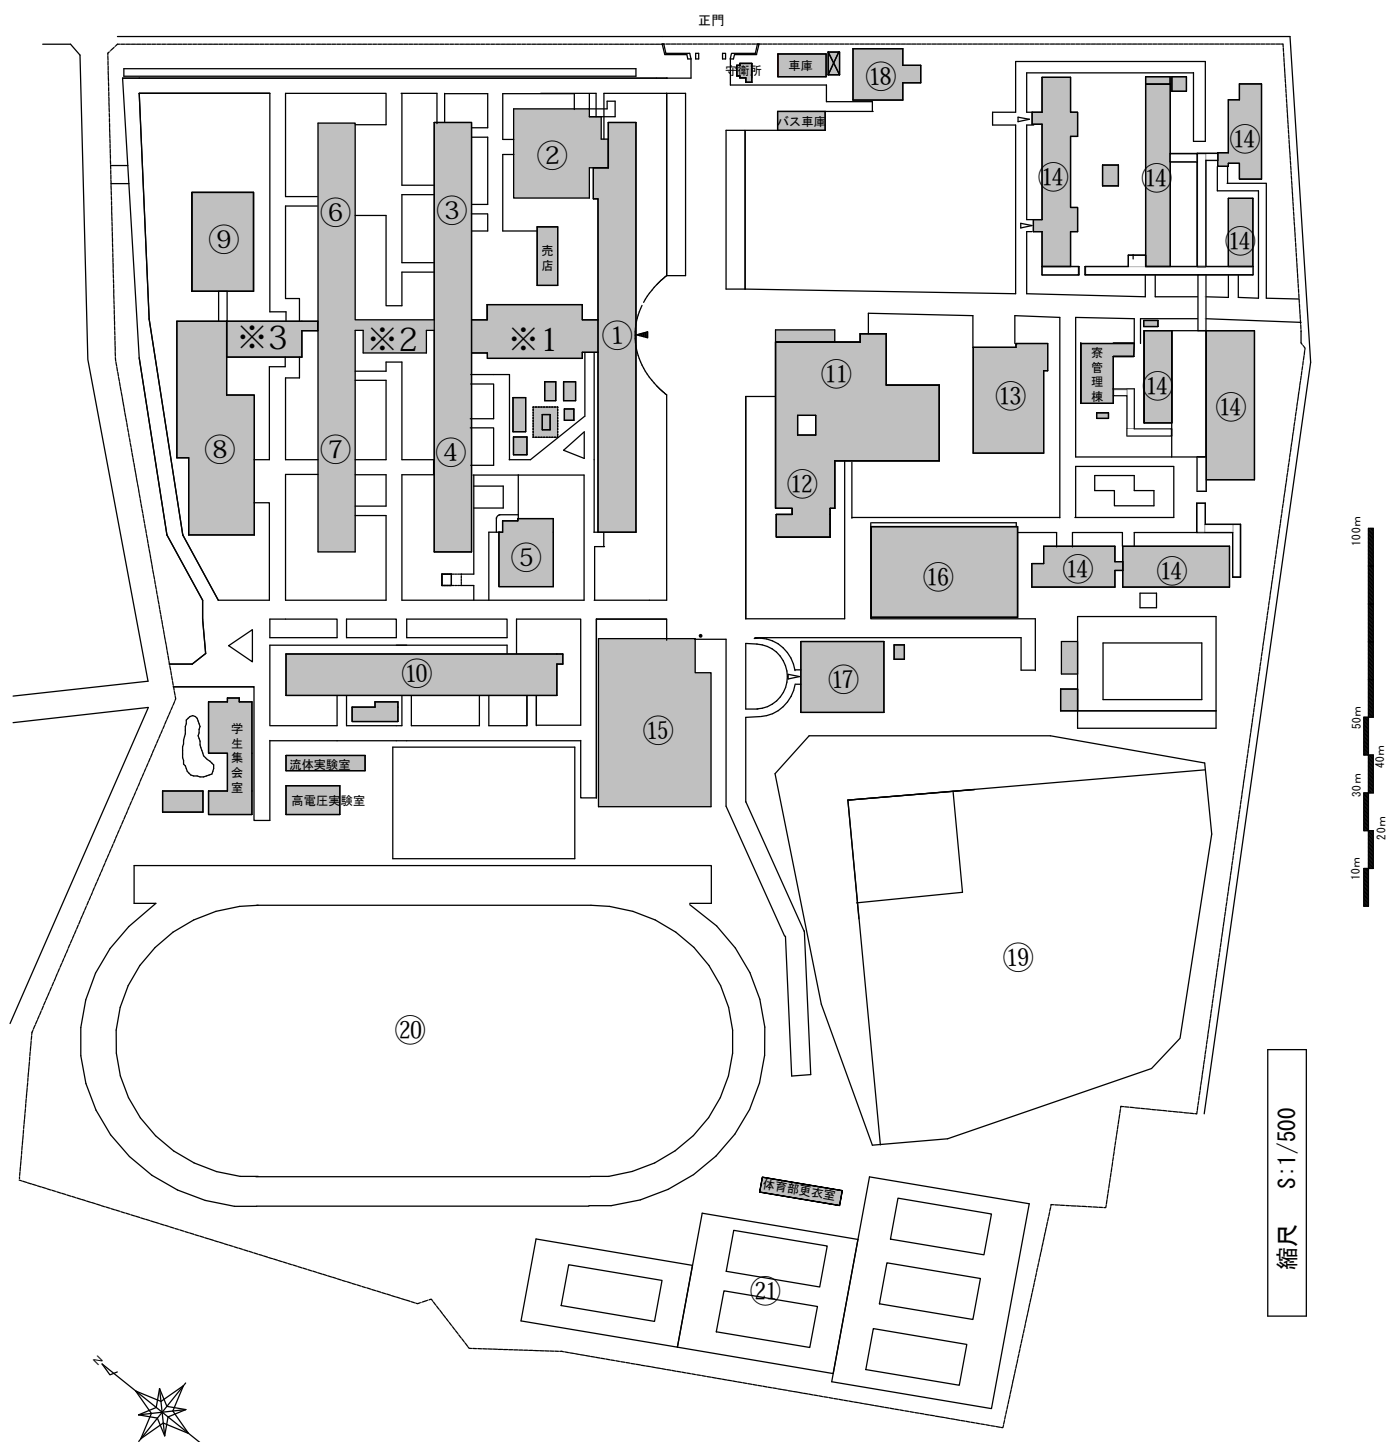 正門
守衛所
車庫
⑱
バス車庫
②
⑭
⑭
⑭
⑥
③
⑨
売店
⑭
※3
※2
※1
①
⑪
⑬
寮管理棟
⑭
⑭
⑧
⑦
④
⑫
⑤
⑯
⑭
⑭
⑩
⑰
⑮
学生集会室
流体実験室
高電圧実験室
100m
50m
40m
30m
20m
10m
⑲
⑳
縮尺 S:1/500
体育部更衣室
㉑
N